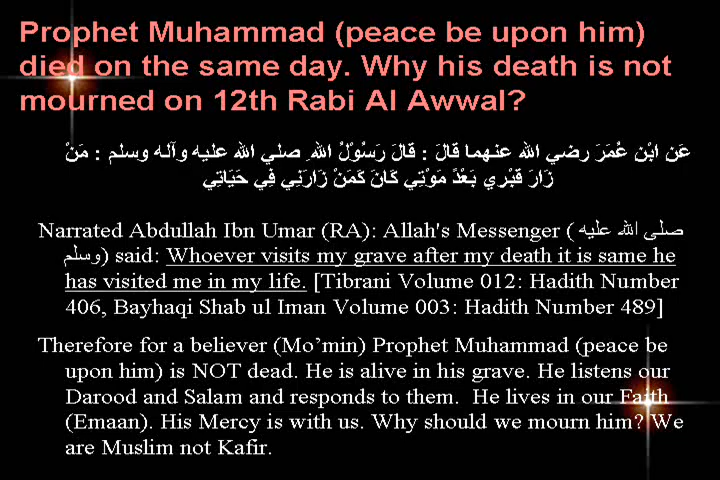 Prophet Muhammad (peace be upon him)
died on the same day. Why his death is not
mourned on 12th Rabi Al Awwal?
عَنِ ابْنِ عُمَرَ رضي الله عنهما قَالَ : قَالَ رَسُوْلُ اللهِ صلي الله عليه وآله وسلم : مَنْ
زَارَ قَبْرِي بَعْدَ مَوْتِي كَانَ كَمَنْ زَارَنِي فِي حَيَاتِي
Narrated Abdullah Ibn Umar (RA): Allah's Messenger (صلى الله عليه
وسلم) said: Whoever visits my grave after my death it is same he
has visited me in my life. [Tibrani Volume 012: Hadith Number
406, Bayhaqi Shab ul Iman Volume 003: Hadith Number 489]
Therefore for a believer (Mo’min) Prophet Muhammad (peace be
upon him) is NOT dead. He is alive in his grave. He listens our
Darood and Salam and responds to them. He lives in our Faith
(Emaan). His Mercy is with us. Why should we mourn him? We
are Muslim not Kafir.